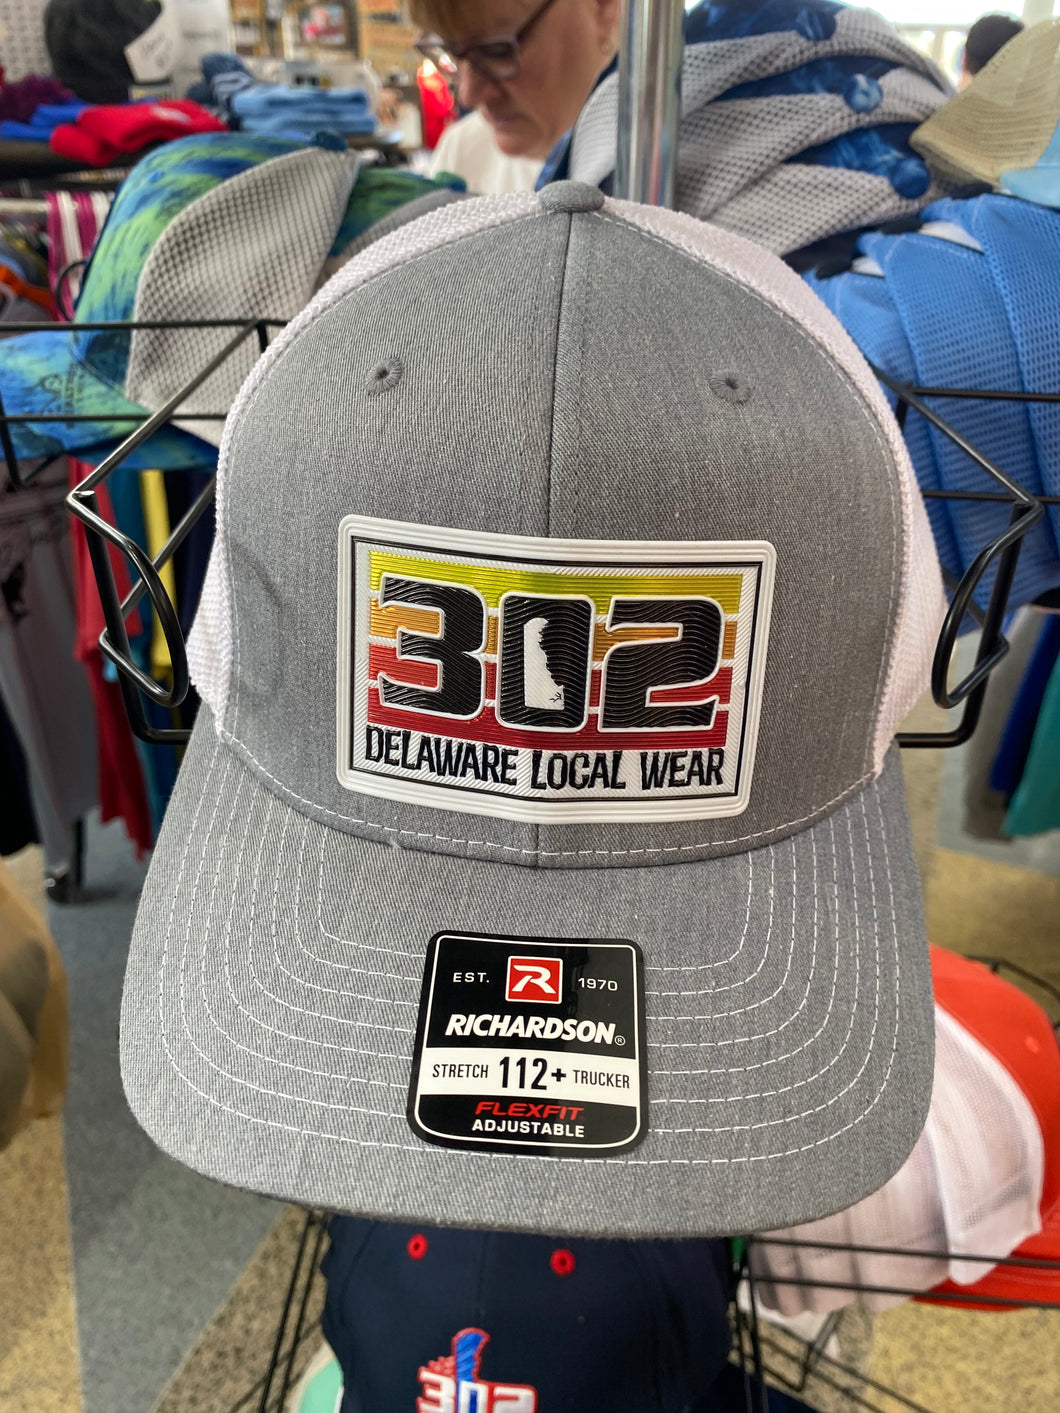 302
DELAWARE LOCAL WEAR
EST. R 1970
RICHARDSON®
STRETCH 112+ TRUCKER
FLEXFIT
ADJUSTABLE
302